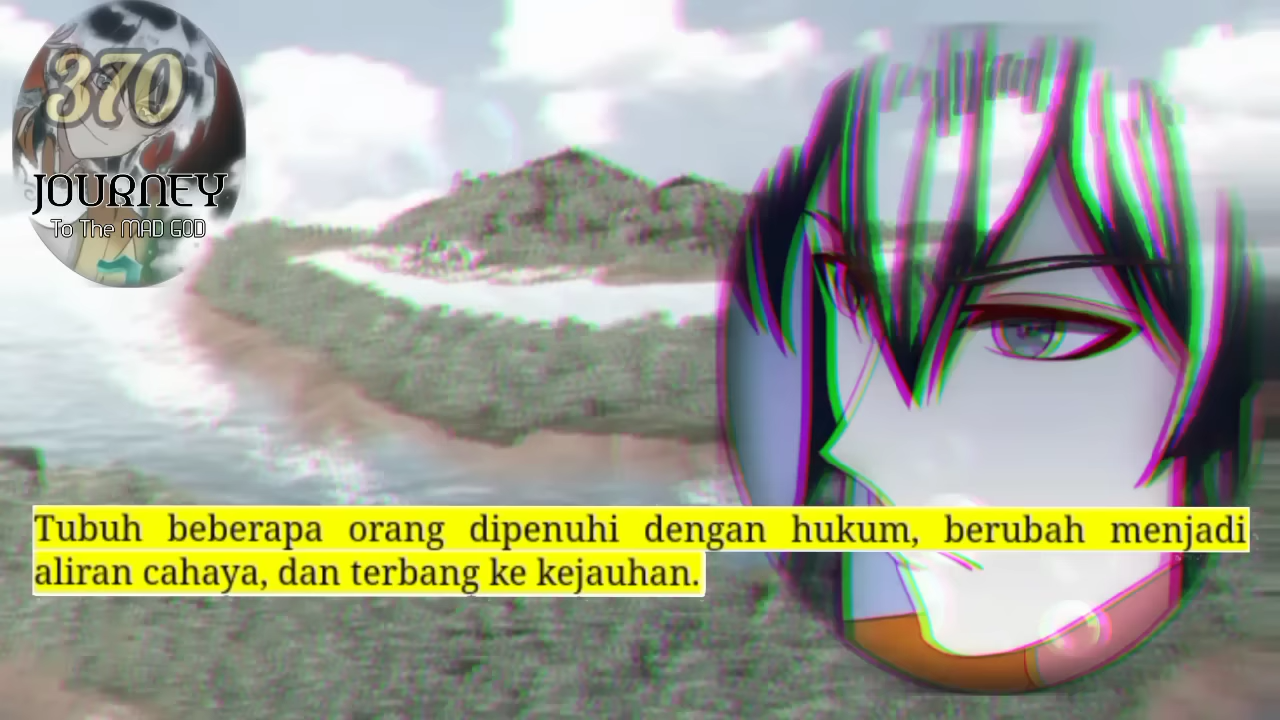 370
JOURNEY
To The MAD GOD
Tubuh beberapa orang dipenuhi dengan hukum, berubah menjadi
aliran cahaya, dan terbang ke kejauhan.